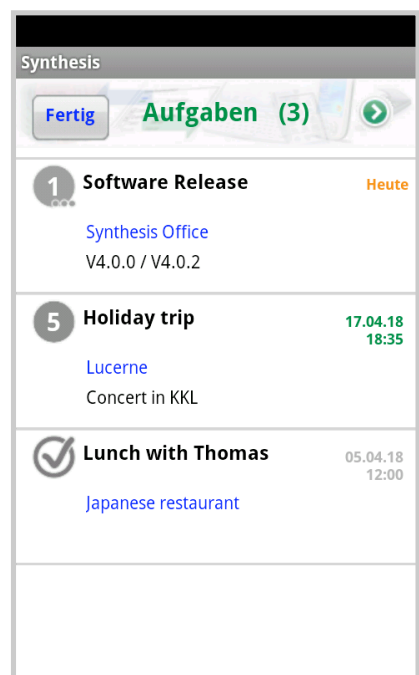 Synthesis
Fertig
Aufgaben (3)
1 Software Release Heute
Synthesis Office
V4.0.0 / V4.0.2
5 Holiday trip 17.04.18
18:35
Lucerne
Concert in KKL
Lunch with Thomas 05.04.18
12:00
Japanese restaurant